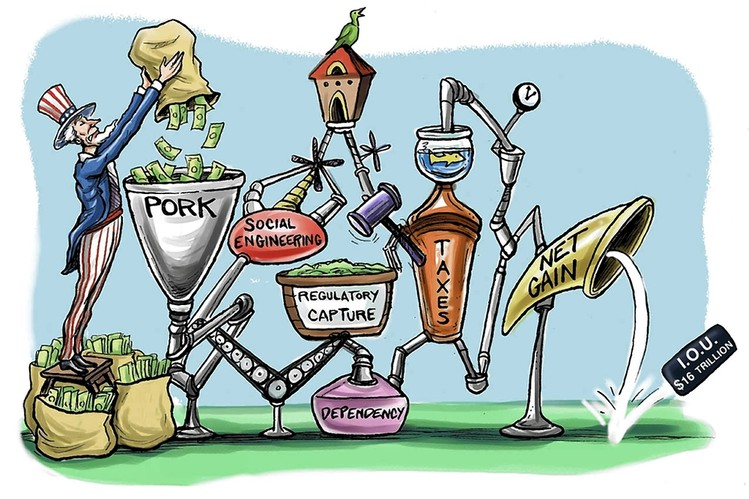 PORK
SOCIAL
ENGINEERING
REGULATORY
CAPTURE
DEPENDENCY
TAXES
NET
GAIN
I.O.U.
$16 TRILLION